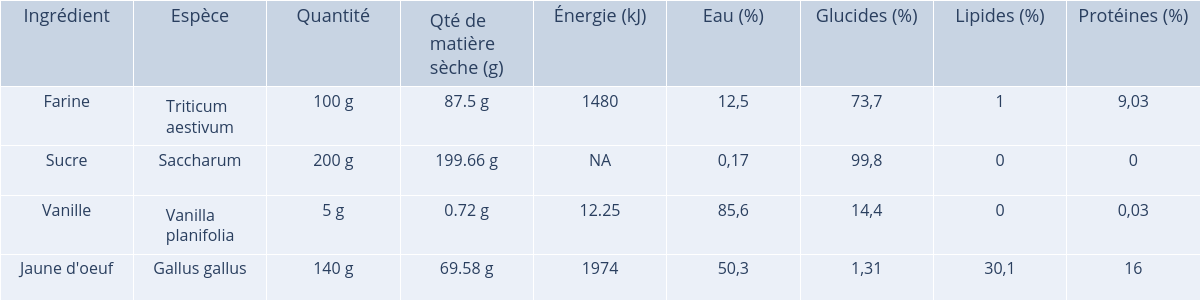 Ingrédient Espèce Quantité Qté de matière sèche (g) Énergie (kJ) Eau (%) Glucides (%) Lipides (%) Protéines (%)
Farine Triticum aestivum 100 g 87.5 g 1480 12,5 73,7 1 9,03
Sucre Saccharum 200 g 199.66 g NA 0,17 99,8 0 0
Vanille Vanilla planifolia 5 g 0.72 g 12.25 85,6 14,4 0 0,03
Jaune d'oeuf Gallus gallus 140 g 69.58 g 1974 50,3 1,31 30,1 16